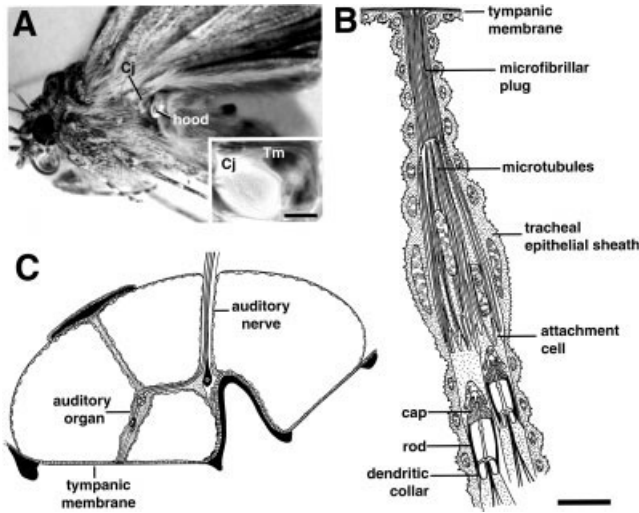 A
Cj
hood
Cj
Tm
B
tympanic
membrane
microfibrillar
plug
microtubules
tracheal
epithelial sheath
attachment
cell
cap
rod
dendritic
collar
C
auditory
nerve
auditory
organ
tympanic
membrane